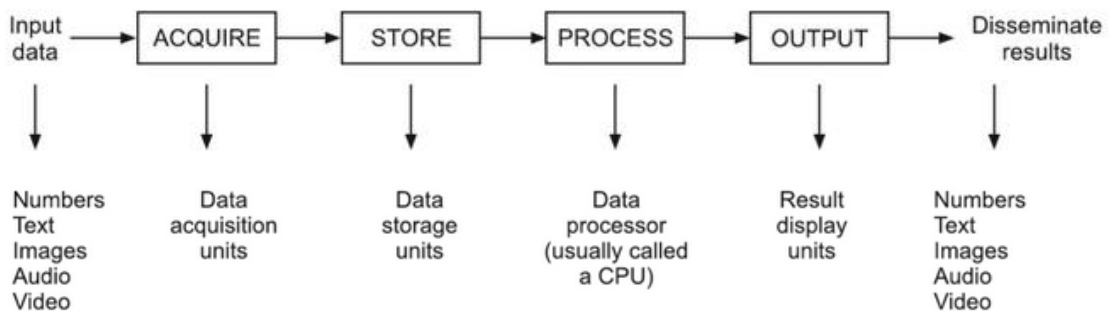 Input
data
ACQUIRE
STORE
PROCESS
OUTPUT
Disseminate
results
Numbers
Text
Images
Audio
Video
Data
acquisition
units
Data
storage
units
Data
processor
(usually called
a CPU)
Result
display
units
Numbers
Text
Images
Audio
Video